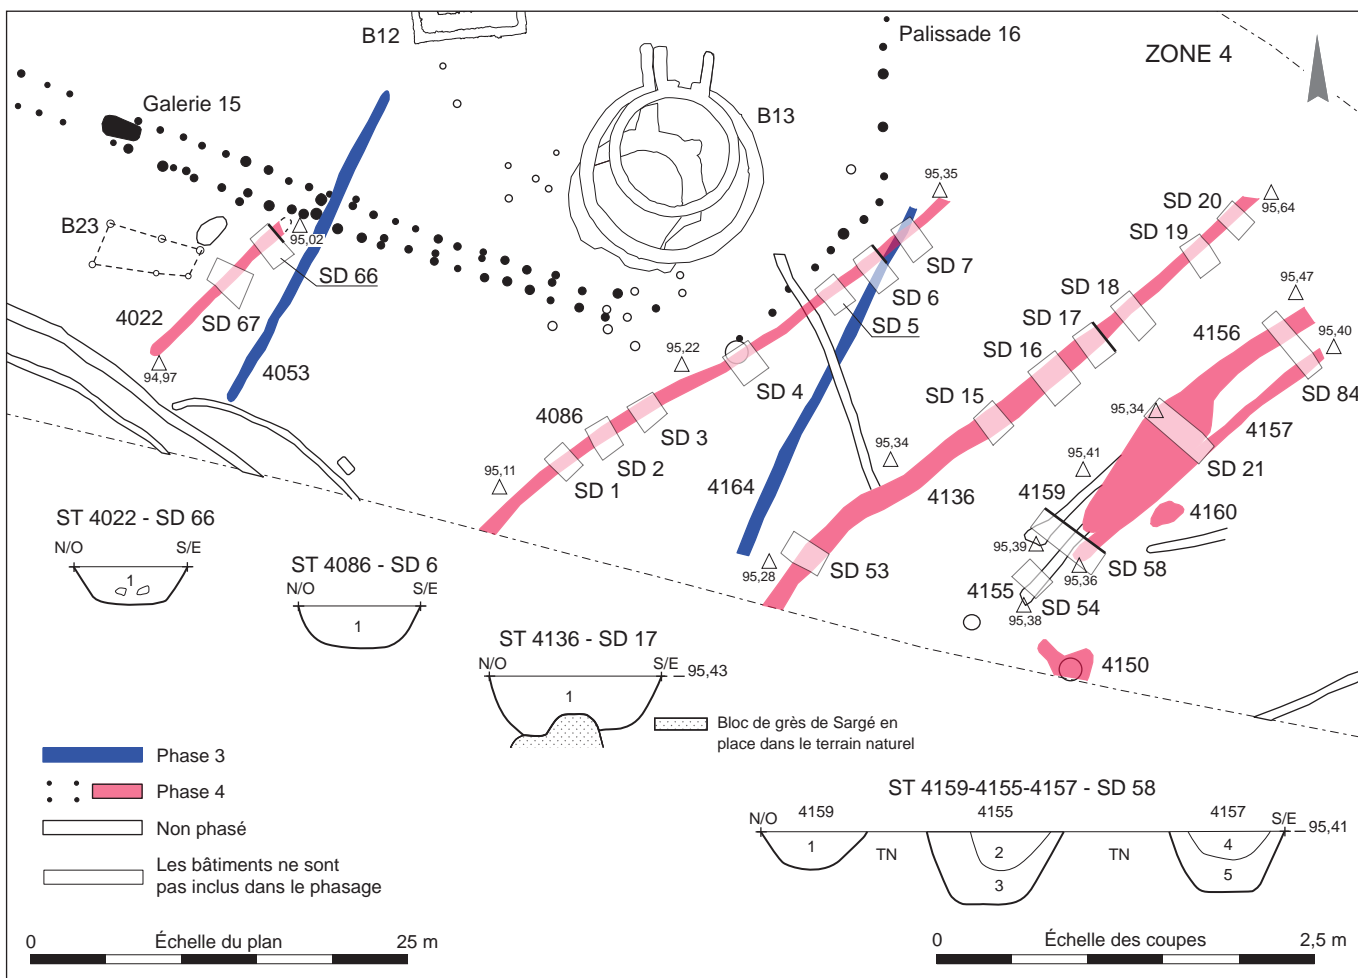 B12
Palissade 16
ZONE 4
Galerie 15
B13
95,35
SD 20
95,64
B23
95,02
SD 19
SD 66
SD 7
SD 18
95,47
SD 6
SD 17
4156
4022
SD 67
SD 5
95,40
SD 16
94,97
4053
95,22
SD 4
SD 15
SD 84
4086
95,34
4157
SD 3
95,34
SD 2
95,41
SD 21
95,11
SD 1
4164
4136
4159
4160
ST 4022 - SD 66
N/O S/E
1
95,39
ST 4086 - SD 6
N/O S/E
1
95,28
SD 53
95,36
SD 58
4155
SD 54
95,38
ST 4136 - SD 17
N/O S/E
95,43
1
4150
Bloc de grès de Sargé en
place dans le terrain naturel
Phase 3
Phase 4
Non phasé
Les bâtiments ne sont
pas inclus dans le phasage
ST 4159-4155-4157 - SD 58
N/O 4159 4155 4157 S/E
95,41
1 TN 2 TN 4
3 5
0 Échelle du plan 25 m
0 Échelle des coupes 2,5 m